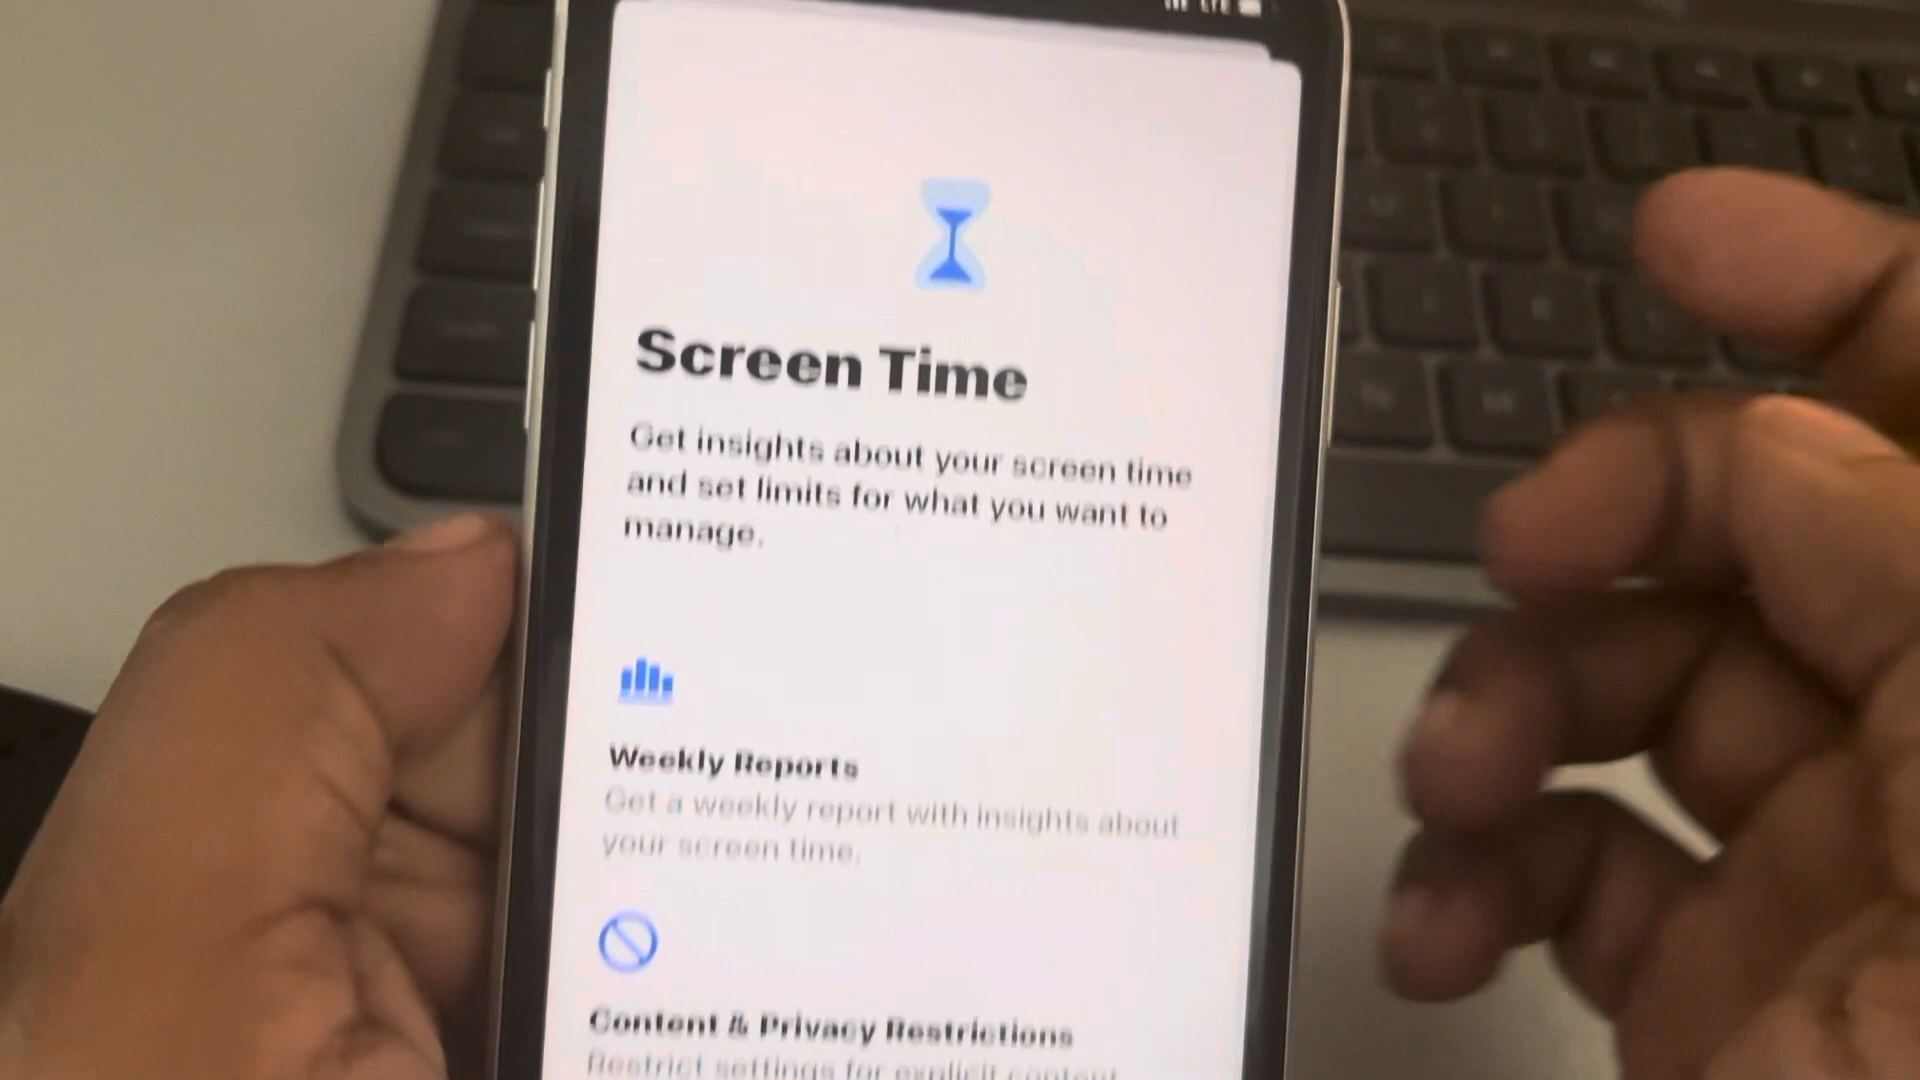 LTE
Screen Time
Get insights about your screen time
and set limits for what you want to
manage.
Weekly Reports
Get a weekly report with insights about
your screen time.
Content & Privacy Restrictions
Restrict settings for explicit content